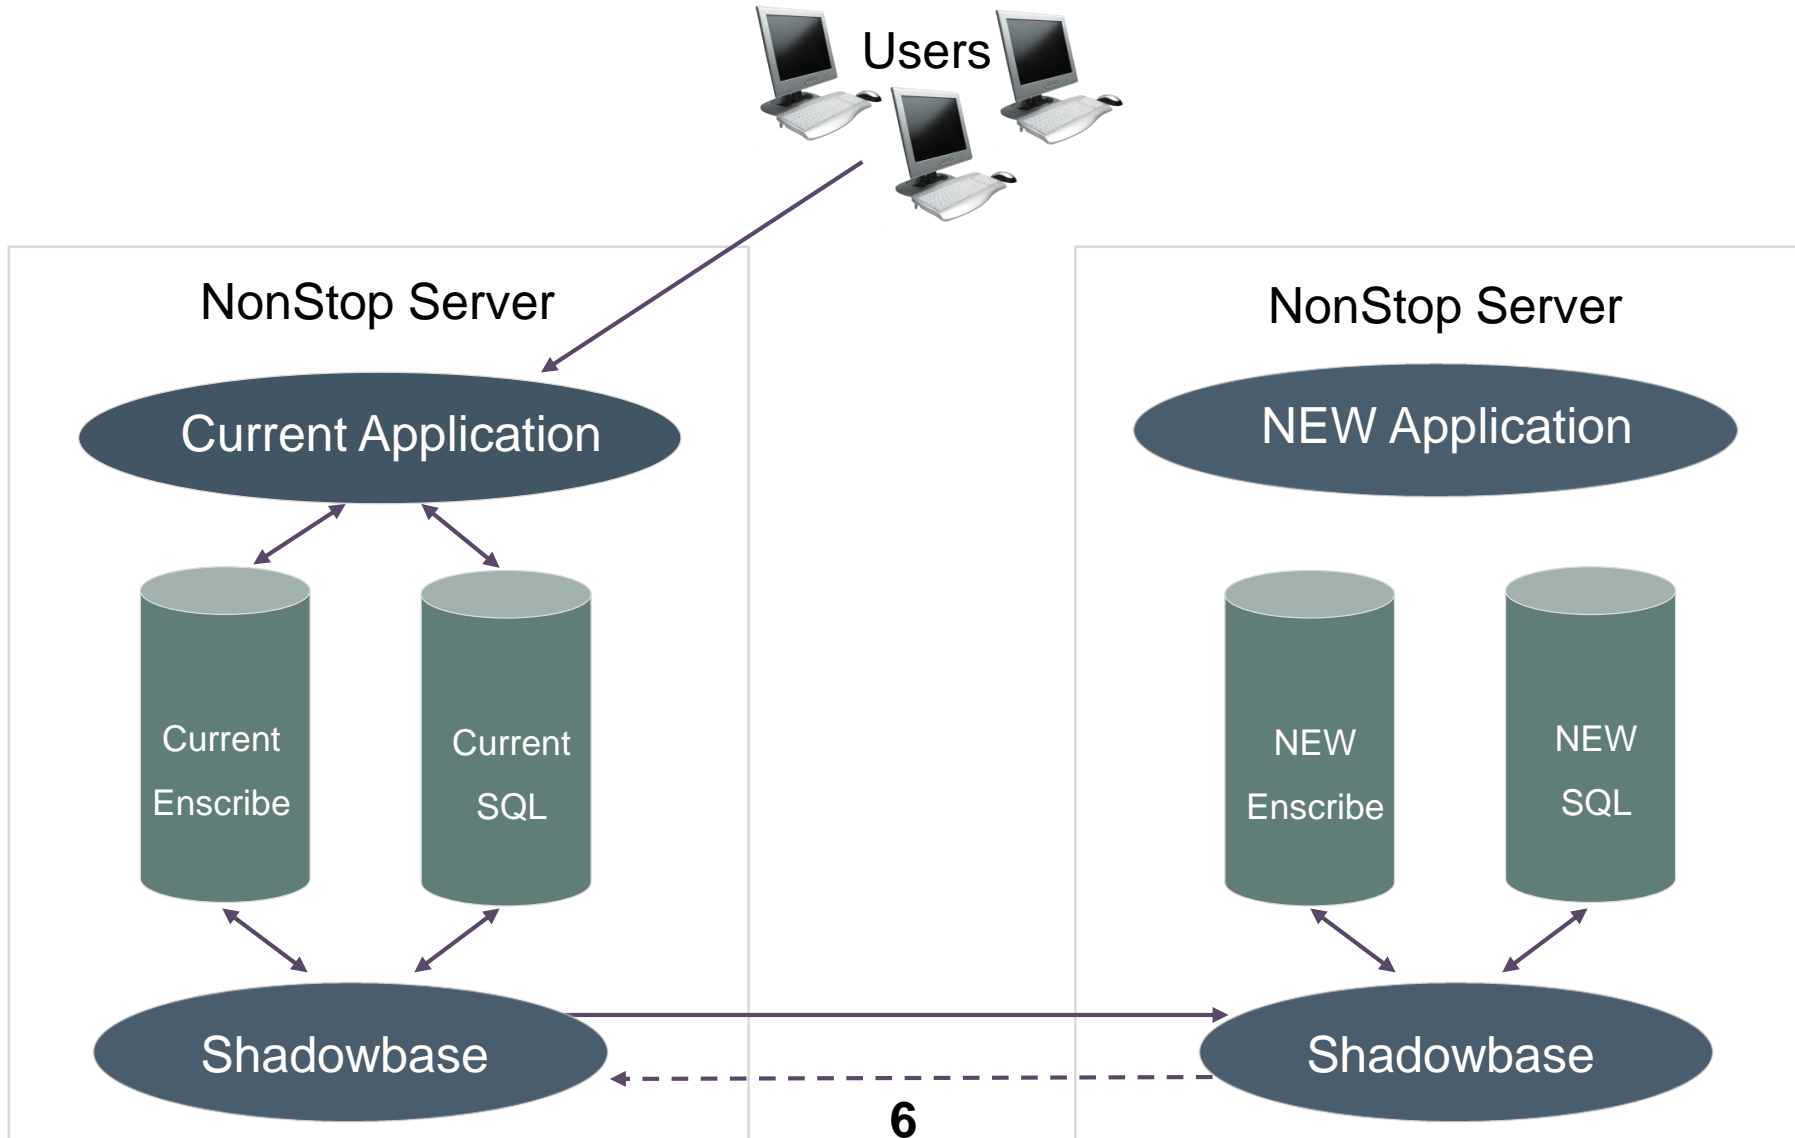 Users
NonStop Server
NonStop Server
Current Application
NEW Application
Current
Enscribe
Current
SQL
NEW
Enscribe
NEW
SQL
Shadowbase
Shadowbase
6